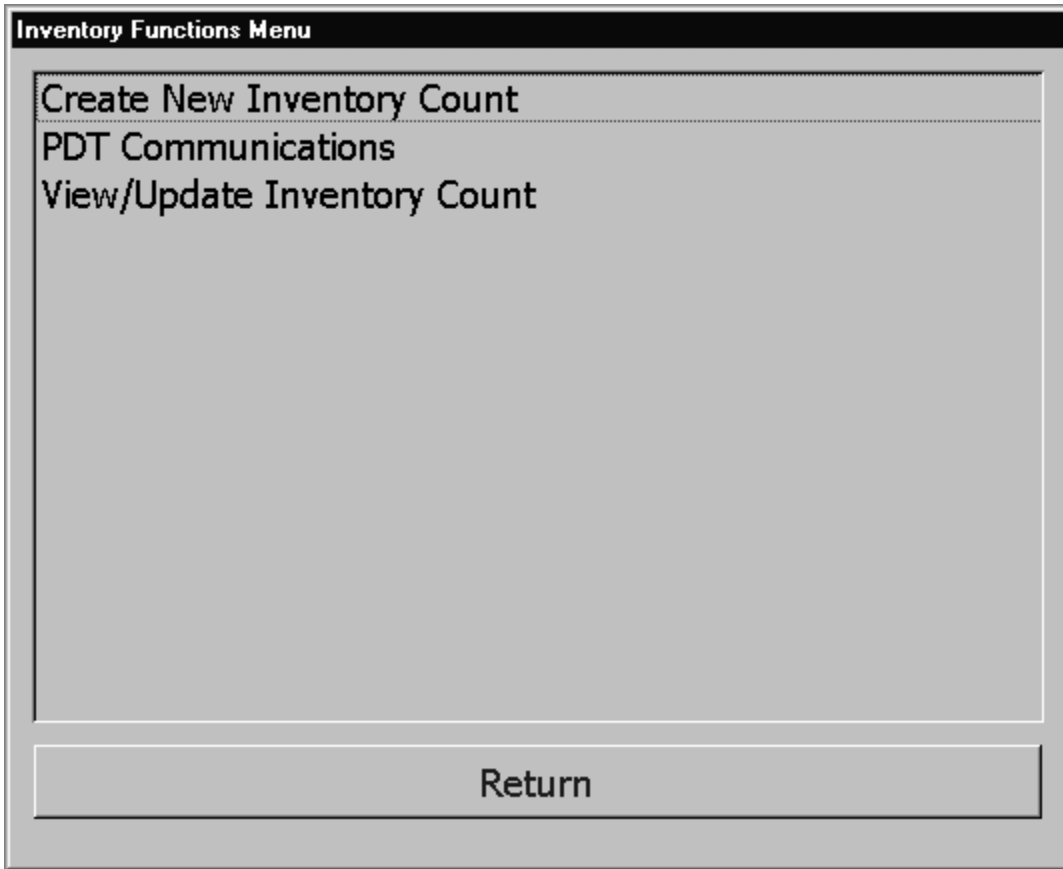 Inventory Functions Menu
Create New Inventory Count
PDT Communications
View/Update Inventory Count
Return